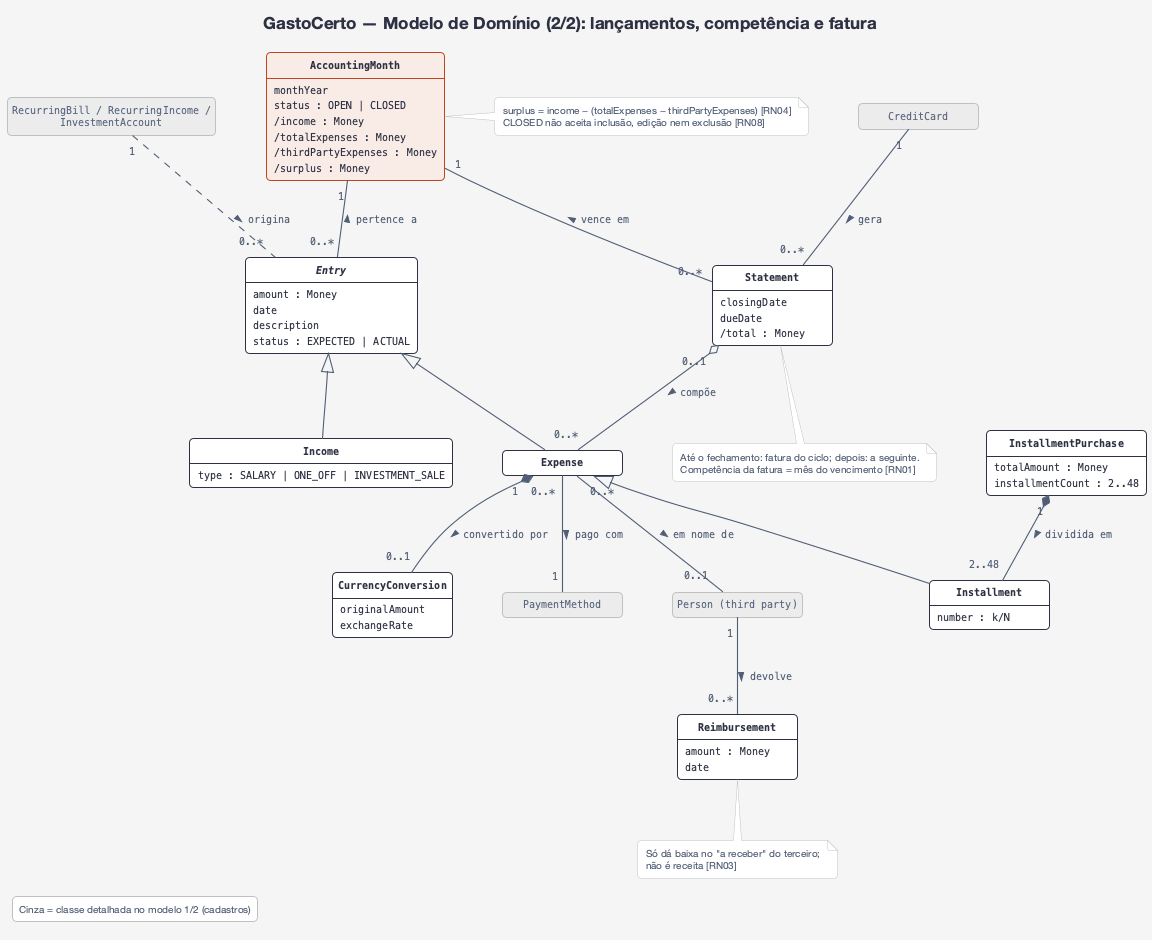 GastoCerto — Modelo de Domínio (2/2): lançamentos, competência e fatura
AccountingMonth
monthYear
status : OPEN | CLOSED
/income : Money
/totalExpenses : Money
/thirdPartyExpenses : Money
/surplus : Money
RecurringBill / RecurringIncome /
InvestmentAccount
surplus = income – (totalExpenses – thirdPartyExpenses) [RN04]
CLOSED não aceita inclusão, edição nem exclusão [RN08]
CreditCard
1
1
1
1
origina
pertence a
vence em
gera
0..*
0..*
0..*
0..*
Entry
amount : Money
date
description
status : EXPECTED | ACTUAL
Statement
closingDate
dueDate
/total : Money
0..1
compõe
0..*
Income
type : SALARY | ONE_OFF | INVESTMENT_SALE
Expense
Até o fechamento: fatura do ciclo; depois: a seguinte.
Competência da fatura = mês do vencimento [RN01]
InstallmentPurchase
totalAmount : Money
installmentCount : 2..48
1
0..*
0..*
1
convertido por
pago com
em nome de
dividida em
0..1
1
0..1
2..48
CurrencyConversion
originalAmount
exchangeRate
PaymentMethod
Person (third party)
Installment
number : k/N
1
devolve
0..*
Reimbursement
amount : Money
date
Só dá baixa no "a receber" do terceiro;
não é receita [RN03]
Cinza = classe detalhada no modelo 1/2 (cadastros)